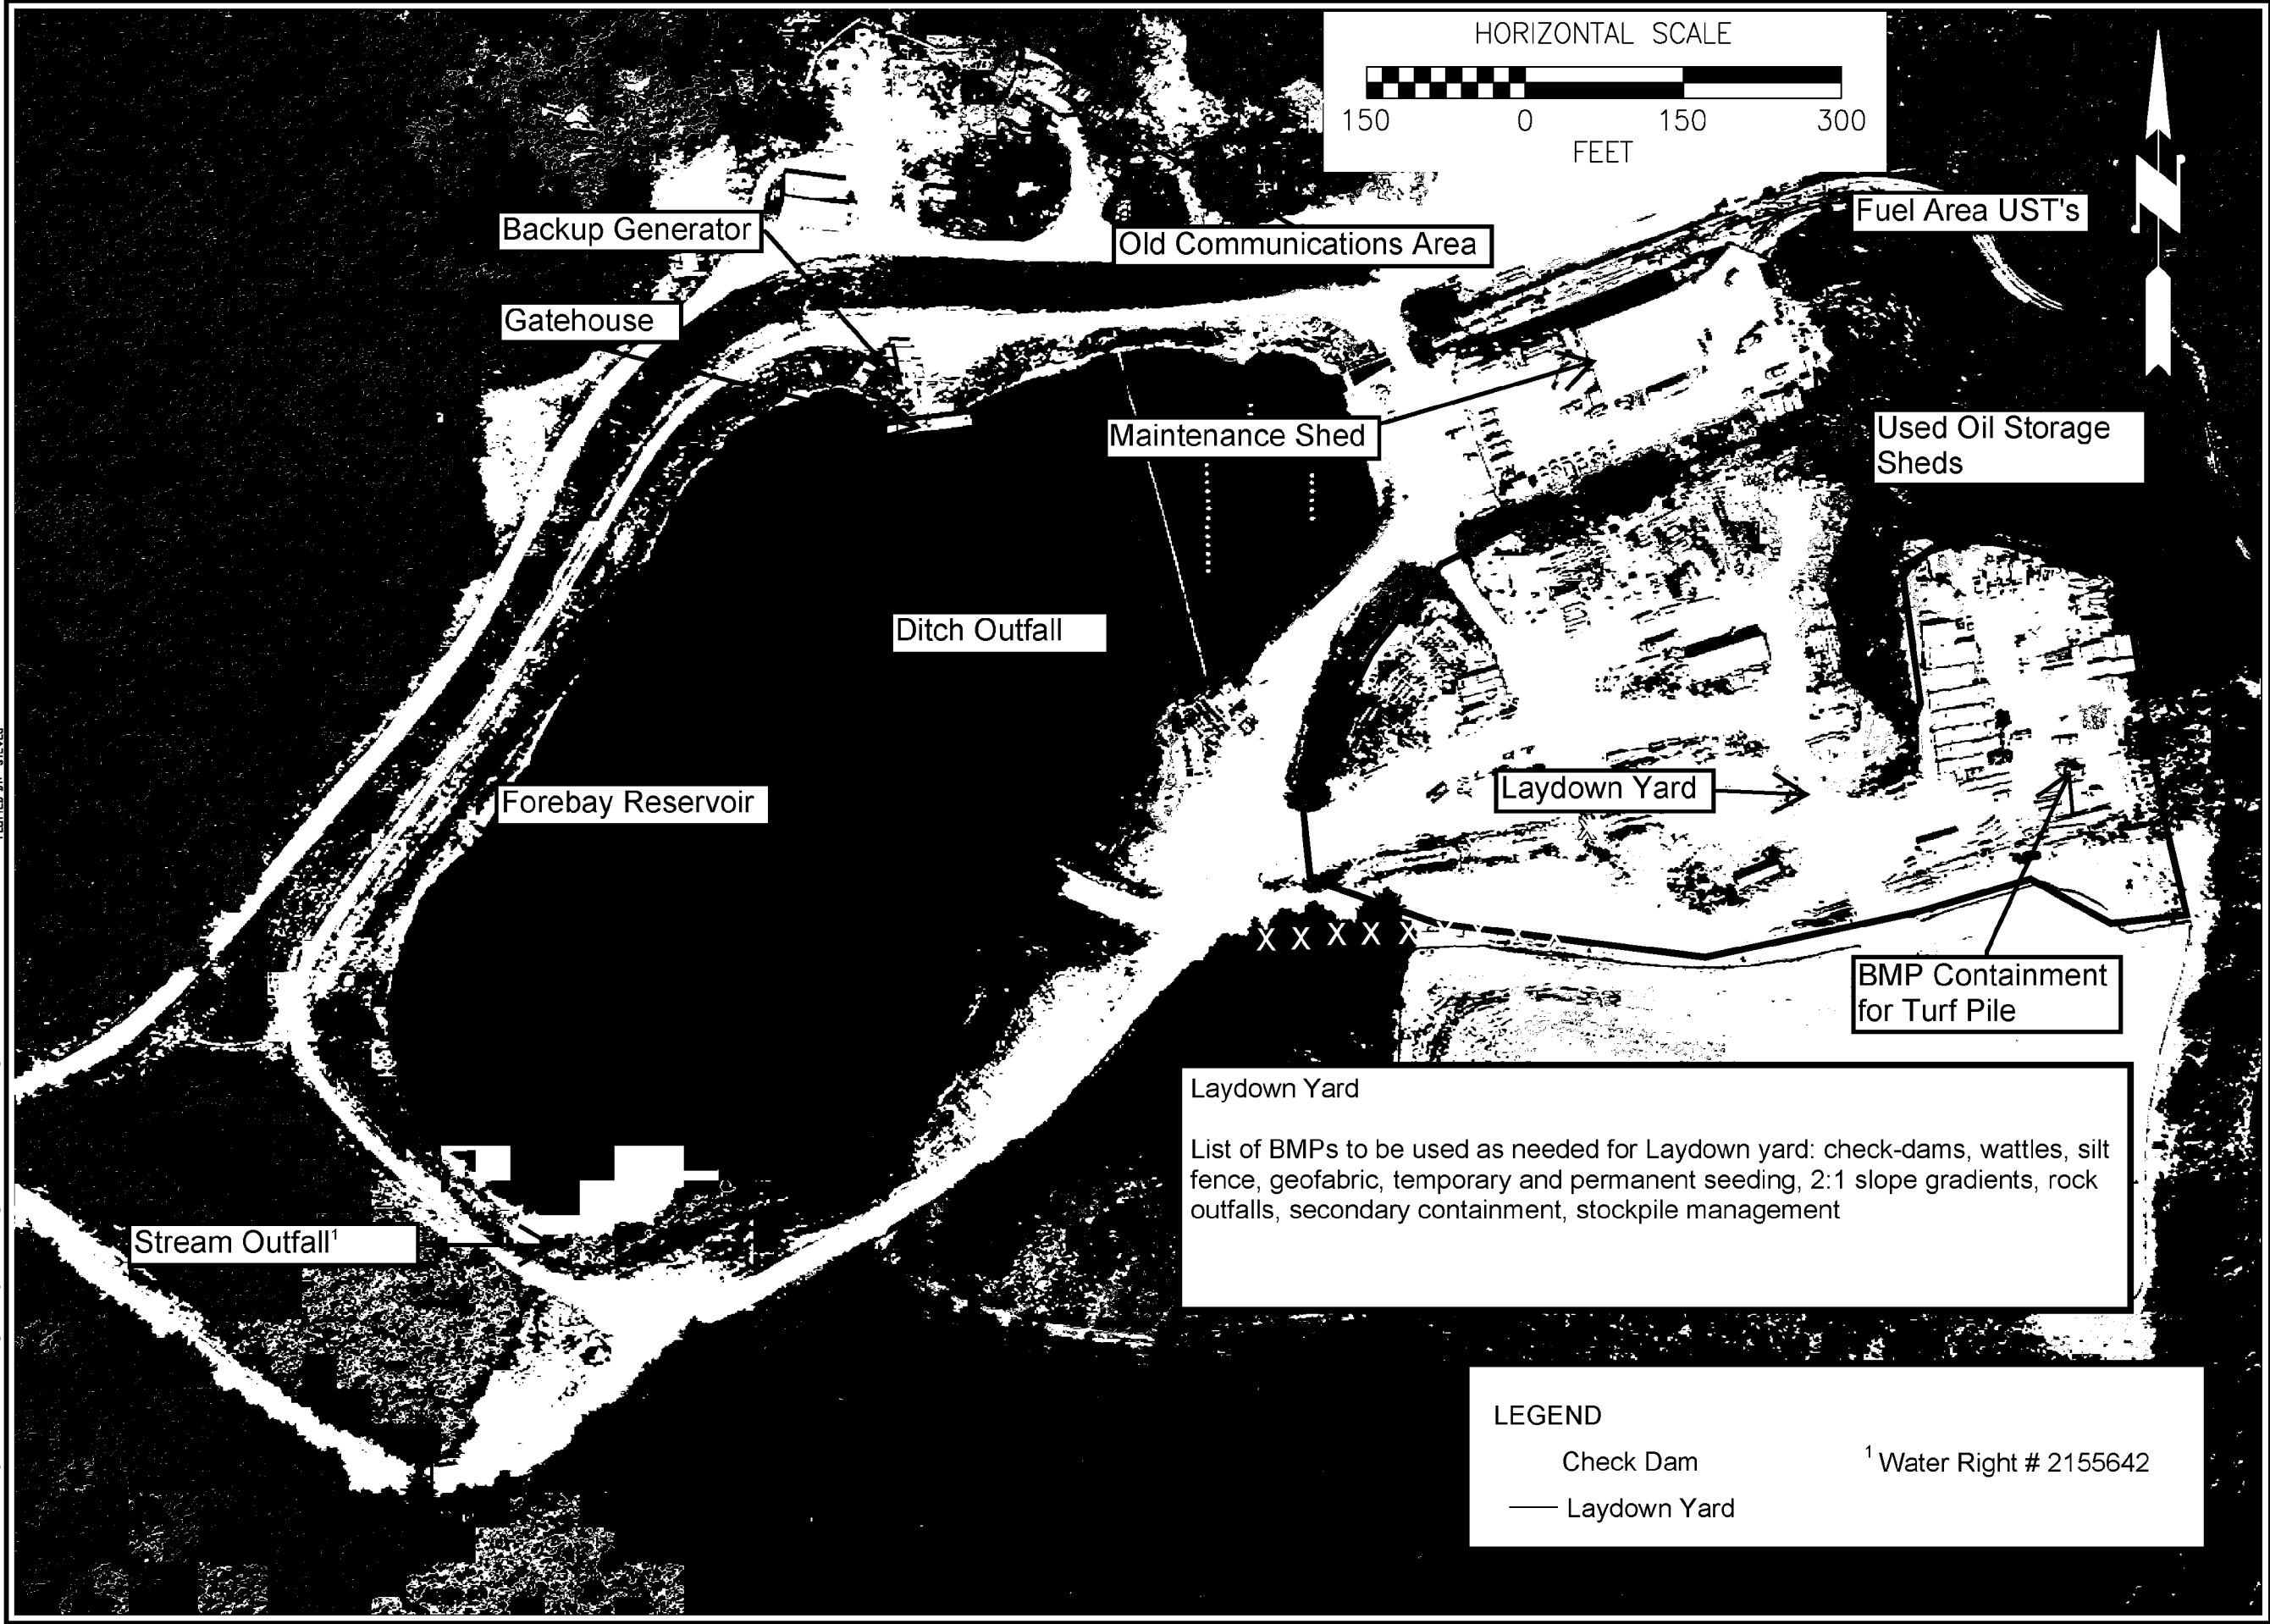 HORIZONTAL SCALE
150 0 150 300
FEET
Fuel Area UST's
Backup Generator
Old Communications Area
Gatehouse
Maintenance Shed
Used Oil Storage
Sheds
Ditch Outfall
Laydown Yard
Forebay Reservoir
X X X X X X X X X
BMP Containment
for Turf Pile
Laydown Yard
List of BMPs to be used as needed for Laydown yard: check-dams, wattles, silt
fence, geofabric, temporary and permanent seeding, 2:1 slope gradients, rock
outfalls, secondary containment, stockpile management
Stream Outfall¹
LEGEND
Check Dam
¹ Water Right # 2155642
Laydown Yard
N